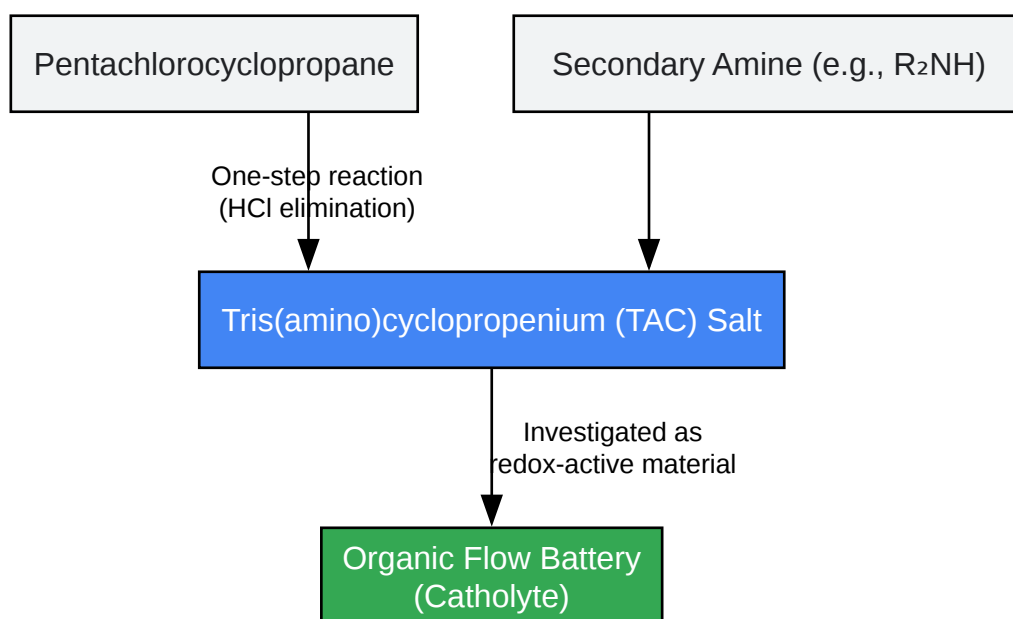 Pentachlorocyclopropane
Secondary Amine (e.g., R₂NH)
One-step reaction
(HCl elimination)
Tris(amino)cyclopropenium (TAC) Salt
Investigated as
redox-active material
Organic Flow Battery
(Catholyte)